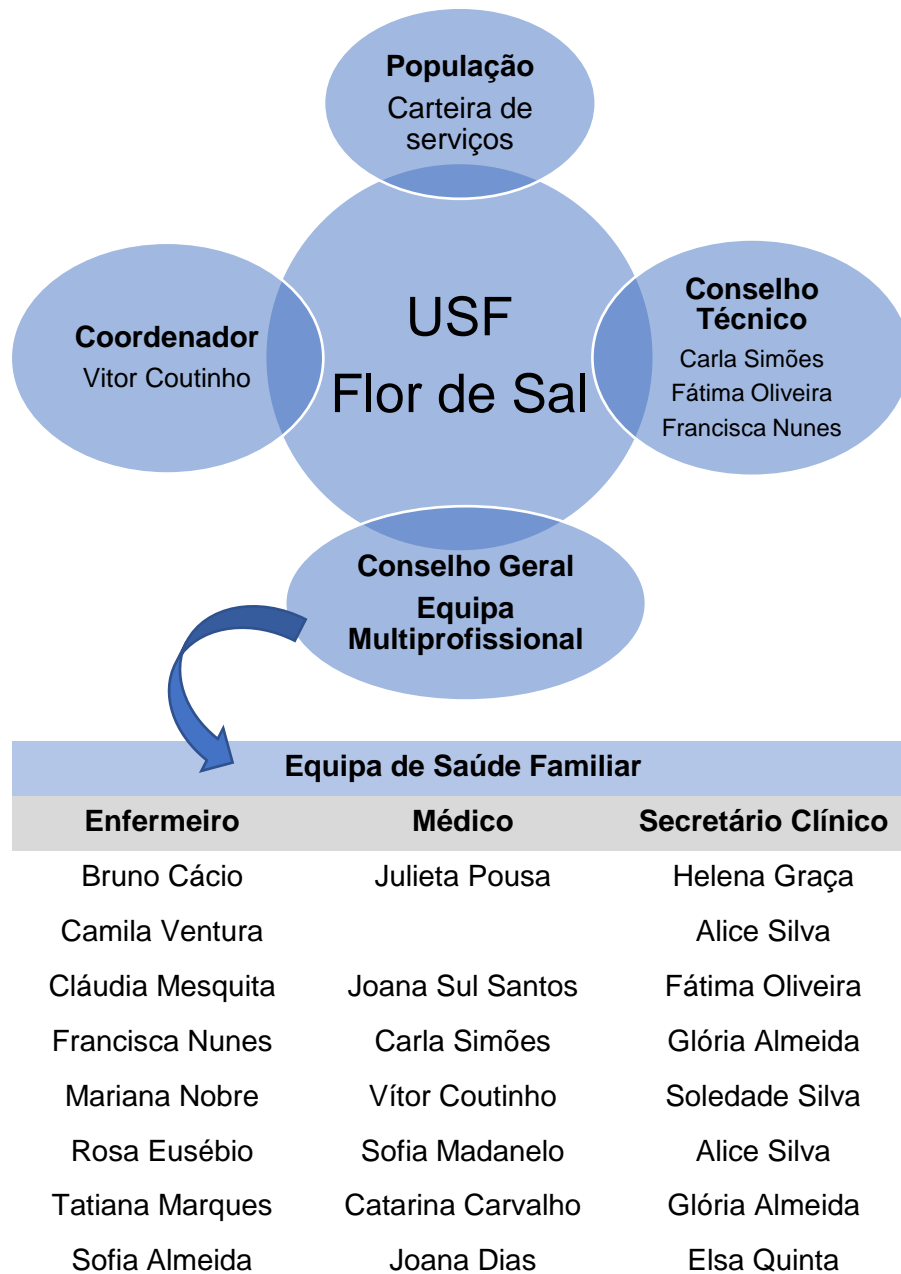 População
Carteira de
serviços
USF
Flor de Sal
Coordenador
Vitor Coutinho
Conselho
Técnico
Carla Simões
Fátima Oliveira
Francisca Nunes
Conselho Geral
Equipa
Multiprofissional
Equipa de Saúde Familiar
Enfermeiro Médico Secretário Clínico
Bruno Cácio Julieta Pousa Helena Graça
Camila Ventura Alice Silva
Cláudia Mesquita Joana Sul Santos Fátima Oliveira
Francisca Nunes Carla Simões Glória Almeida
Mariana Nobre Vítor Coutinho Soledade Silva
Rosa Eusébio Sofia Madanelo Alice Silva
Tatiana Marques Catarina Carvalho Glória Almeida
Sofia Almeida Joana Dias Elsa Quinta